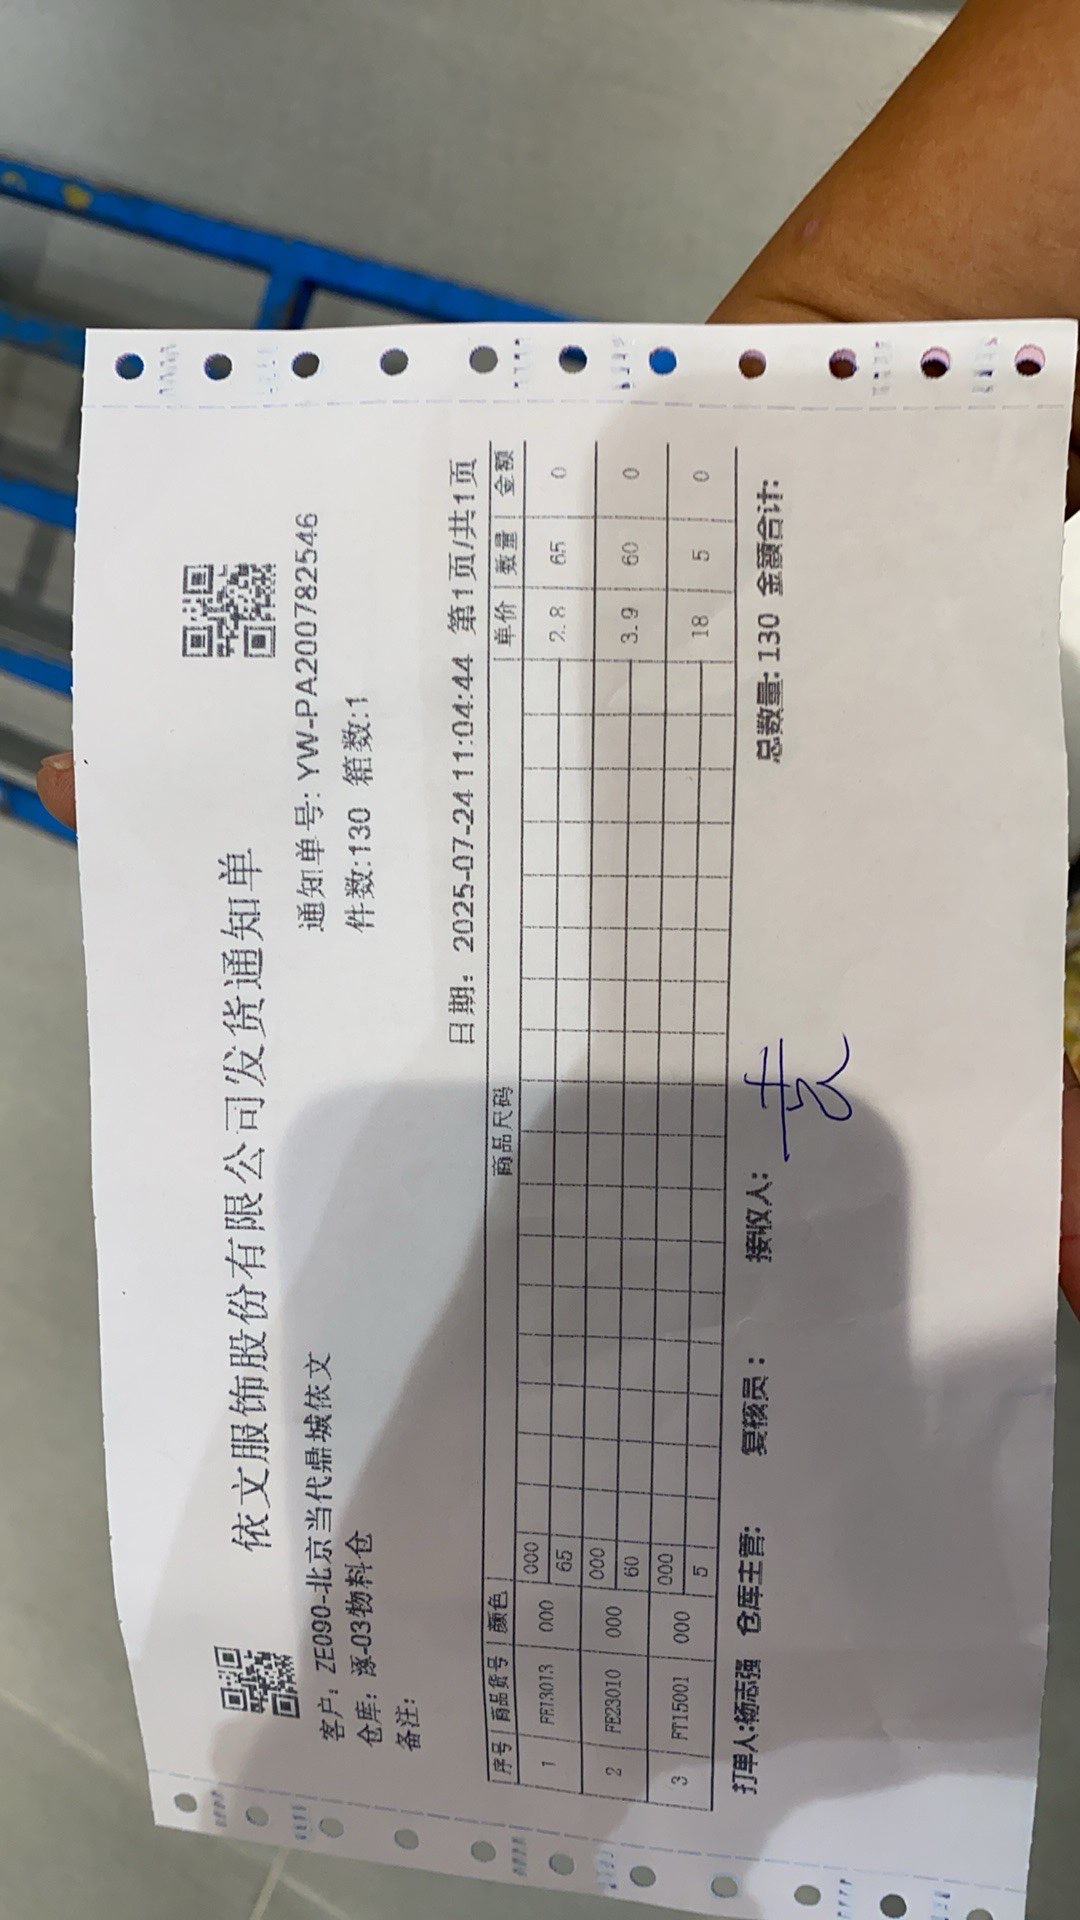 依文服饰股份有限公司发货通知单
客户: ZE090-北京当代鼎城依文 通知单号: YW-PA200782546
仓库: 涿-03物料仓 件数:130 箱数:1
备注:
日期: 2025-07-24 11:04:44 第1页/共1页
序号 商品货号 颜色 商品尺码 单价 数量 金额
000
1 FE13013 000 65 2.8 65 0
000
2 FE23010 000 60 3.9 60 0
000
3 FT15001 000 5 18 5 0
打单人:杨志强 仓库主管: 复核员: 接收人: 总数量: 130 金额合计: